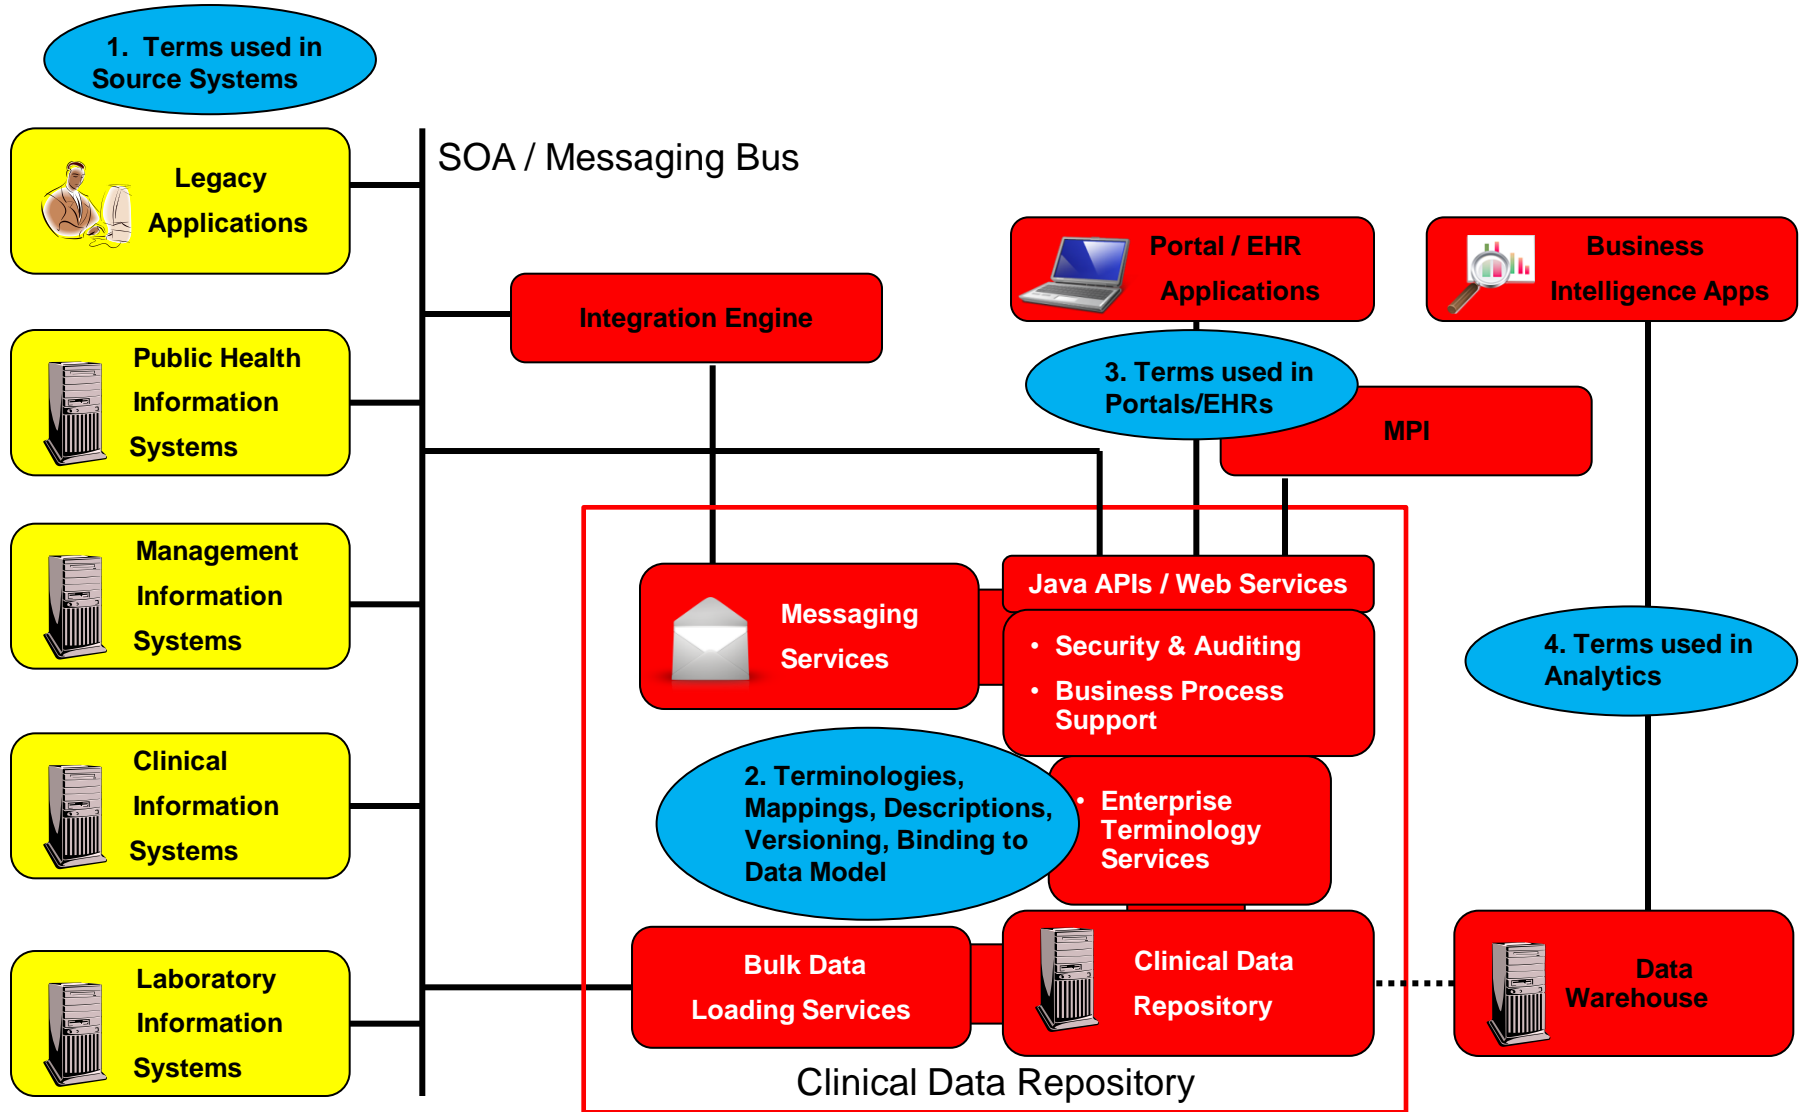 1. Terms used in
Source Systems
SOA / Messaging Bus
Legacy
Applications
Public Health
Information
Systems
Management
Information
Systems
Clinical
Information
Systems
Laboratory
Information
Systems
Integration Engine
Portal / EHR
Applications
Business
Intelligence Apps
3. Terms used in
Portals/EHRs
MPI
Java APIs / Web Services
Messaging
Services
• Security & Auditing
• Business Process
Support
4. Terms used in
Analytics
2. Terminologies,
Mappings, Descriptions,
Versioning, Binding to
Data Model
• Enterprise
Terminology
Services
Bulk Data
Loading Services
Clinical Data
Repository
Data
Warehouse
Clinical Data Repository